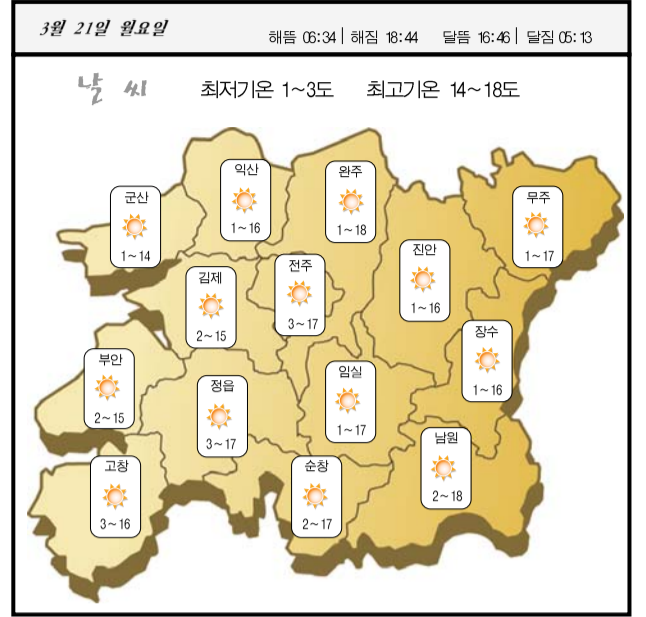 3월 21일 월요일
해뜸 06:34 | 해짐 18:44 달뜸 16:46 | 달짐 05:13
날씨 최저기온 1~3도 최고기온 14~18도
익산
1~16
완주
1~18
군산
1~14
무주
1~17
진안
1~16
김제
2~15
전주
3~17
장수
1~16
부안
2~15
정읍
3~17
임실
1~17
남원
2~18
고창
3~16
순창
2~17